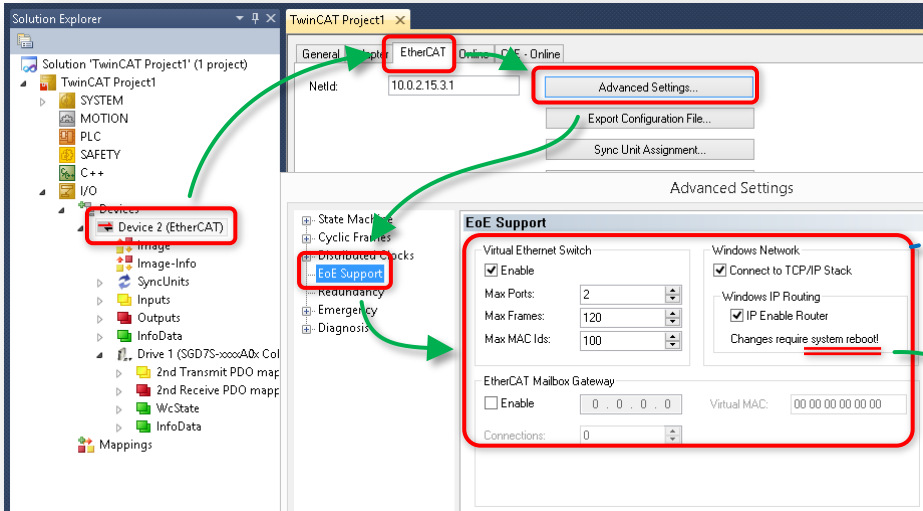 Solution Explorer
TwinCAT Project1
Solution 'TwinCAT Project1' (1 project)
TwinCAT Project1
SYSTEM
MOTION
PLC
SAFETY
C++
I/O
Devices
Device 2 (EtherCAT)
Image
Image-Info
SyncUnits
Inputs
Outputs
InfoData
Drive 1 (SGD7S-xxxxA0x Col
2nd Transmit PDO map
2nd Receive PDO mapp
WcState
InfoData
Mappings
General
EtherCAT
Online
- Online
NetId:
10.0.2.15.3.1
Advanced Settings...
Export Configuration File...
Sync Unit Assignment...
Advanced Settings
State Machine
Cyclic Frames
Distributed Clocks
EoE Support
Redundancy
Emergency
Diagnosis
EoE Support
Virtual Ethernet Switch
Enable
Max Ports:
2
Max Frames:
120
Max MAC Ids:
100
Windows Network
Connect to TCP/IP Stack
Windows IP Routing
IP Enable Router
Changes require system reboot!
EtherCAT Mailbox Gateway
Enable
0 . 0 . 0 . 0
Virtual MAC:
00 00 00 00 00 00
Connections:
0